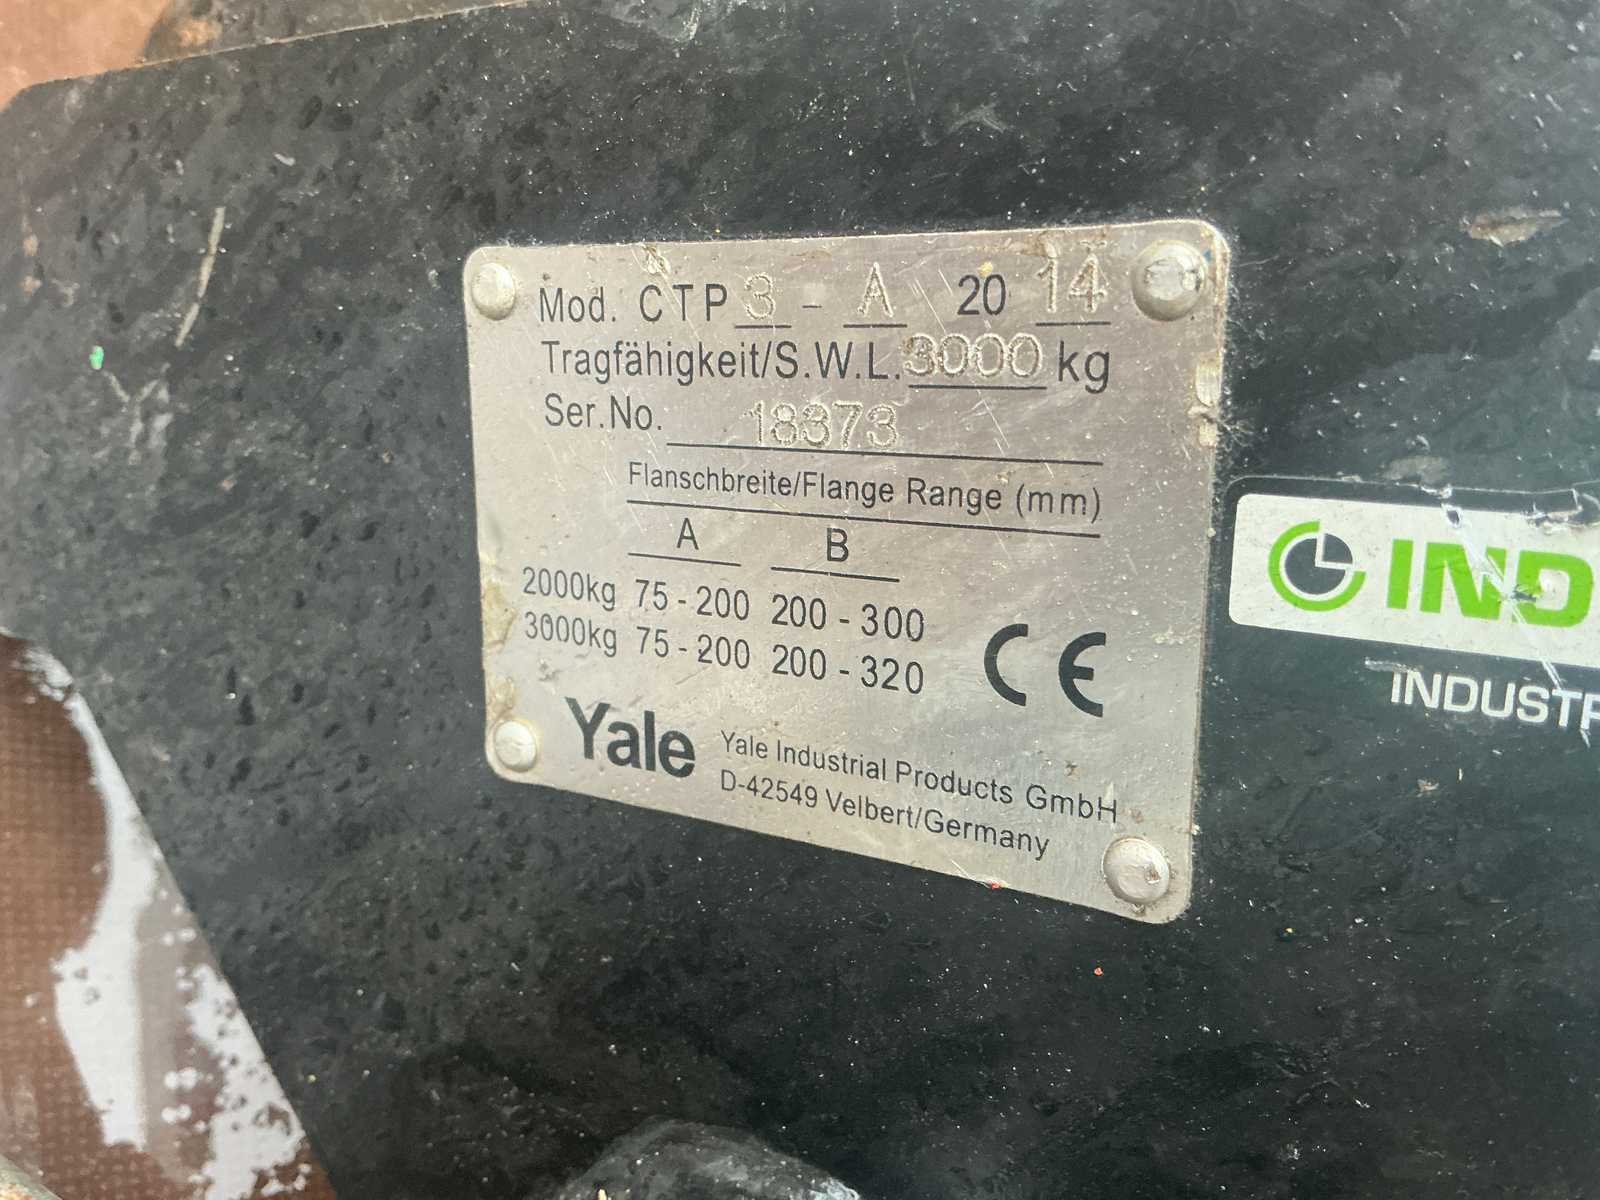 Mod. CTP 3 - A 20 14
Tragfähigkeit/S.W.L. 3000 kg
Ser.No. 18373
Flanschbreite/Flange Range (mm)
A B
2000kg 75 - 200 200 - 300
3000kg 75 - 200 200 - 320
CE
Yale Yale Industrial Products GmbH
D-42549 Velbert/Germany
IND
INDUSTR